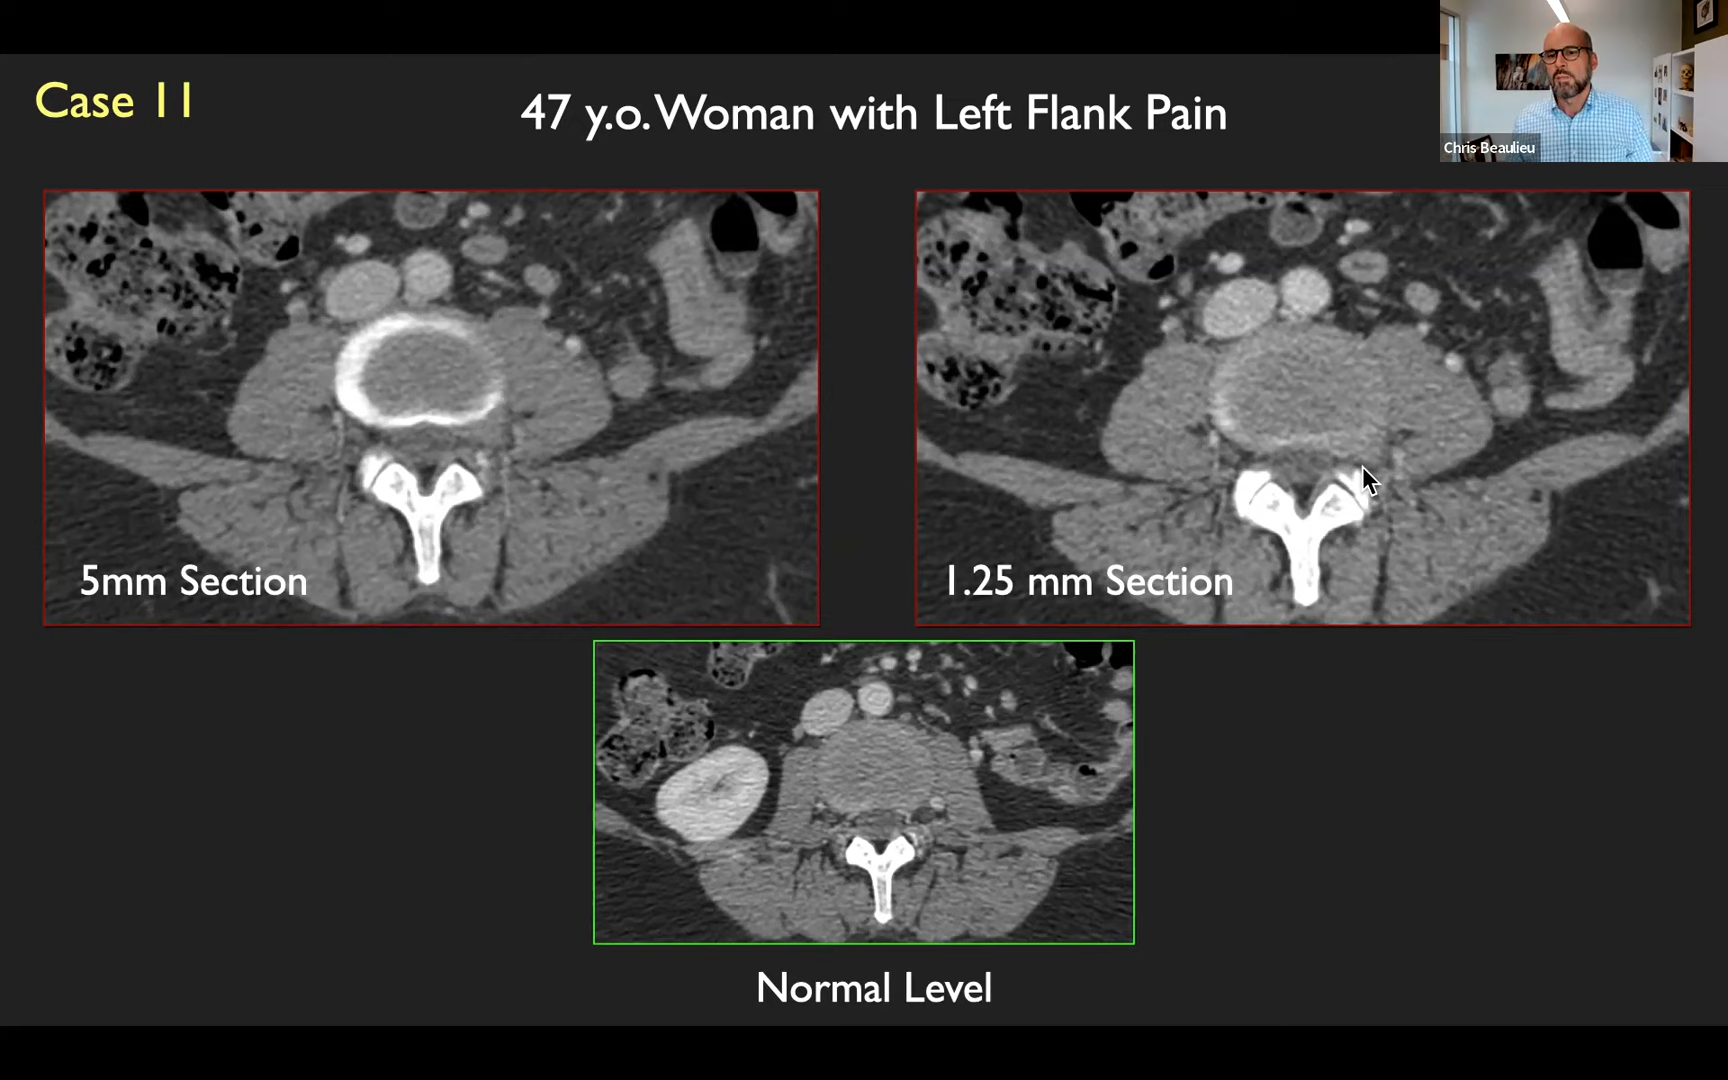 Case 11
47 y.o. Woman with Left Flank Pain
Chris Beaulieu
5mm Section
1.25 mm Section
Normal Level